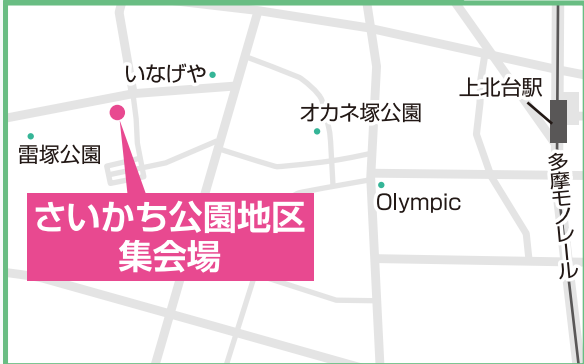 いなげや
上北台駅
オカネ塚公園
雷塚公園
多摩モノレール
Olympic
さいかち公園地区
集会場